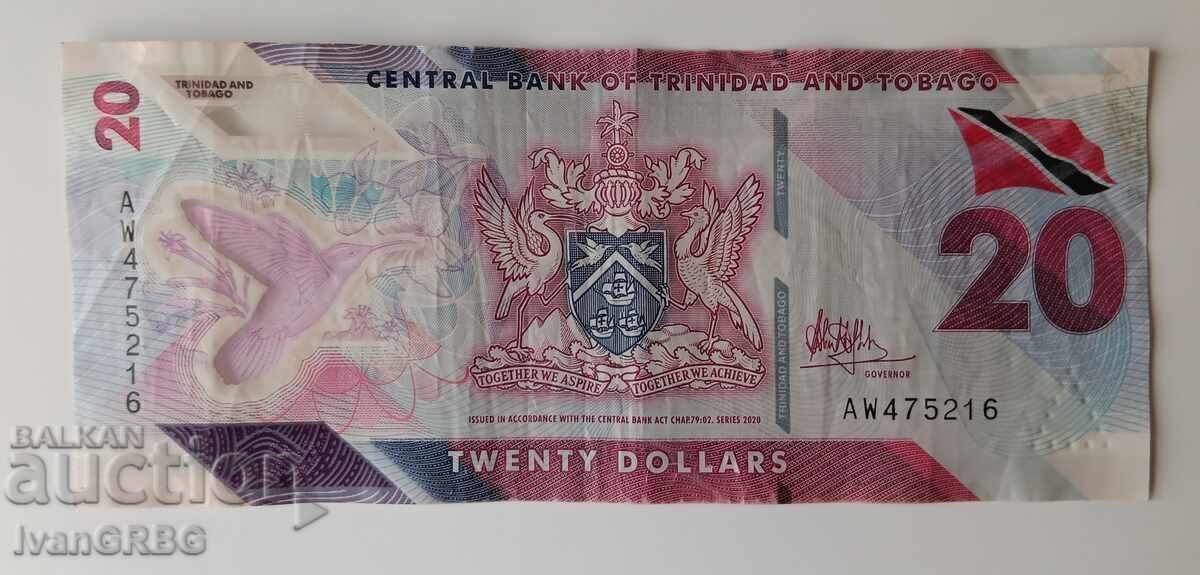 CENTRAL BANK OF TRINIDAD AND TOBAGO
20
TRINIDAD AND
TOBAGO
AW475216
TWENTY
TRINIDAD AND TOBAGO
20
GOVERNOR
AW475216
TOGETHER WE ASPIRE
TOGETHER WE ACHIEVE
ISSUED IN ACCORDANCE WITH THE CENTRAL BANK ACT CHAP.79:02. SERIES 2020
TWENTY DOLLARS
BALKAN
auction
IvanGRBG